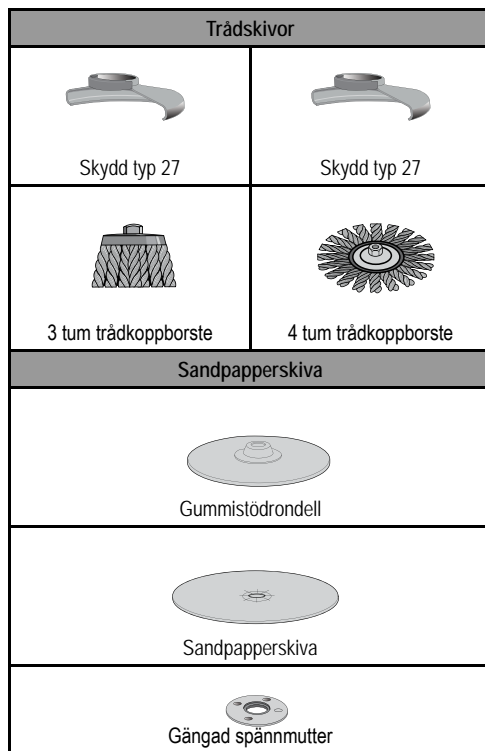 Trådskivor
Skydd typ 27
Skydd typ 27
3 tum trådkoppborste
4 tum trådkoppborste
Sandpapperskiva
Gummistödrondell
Sandpapperskiva
Gängad spännmutter